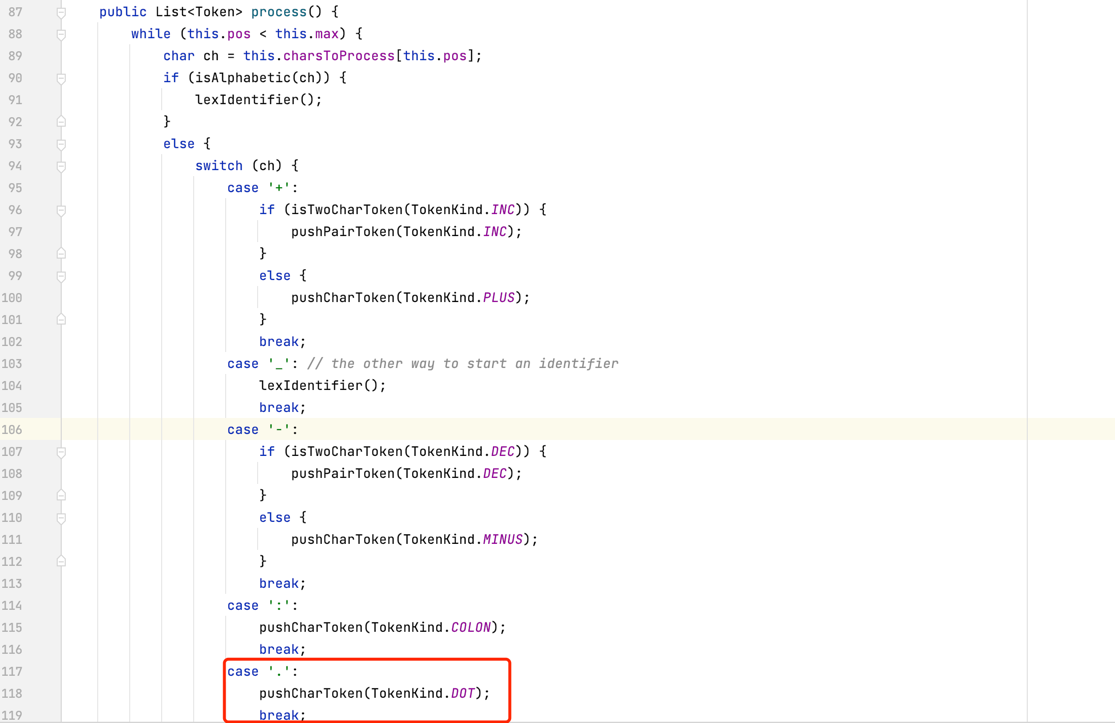 87 public List<Token> process() {
88 while (this.pos < this.max) {
89 char ch = this.charsToProcess[this.pos];
90 if (isAlphabetic(ch)) {
91 lexIdentifier();
92 }
93 else {
94 switch (ch) {
95 case '+':
96 if (isTwoCharToken(TokenKind.INC)) {
97 pushPairToken(TokenKind.INC);
98 }
99 else {
100 pushCharToken(TokenKind.PLUS);
101 }
102 break;
103 case '_': // the other way to start an identifier
104 lexIdentifier();
105 break;
106 case '-':
107 if (isTwoCharToken(TokenKind.DEC)) {
108 pushPairToken(TokenKind.DEC);
109 }
110 else {
111 pushCharToken(TokenKind.MINUS);
112 }
113 break;
114 case ':':
115 pushCharToken(TokenKind.COLON);
116 break;
117 case '.':
118 pushCharToken(TokenKind.DOT);
119 break;